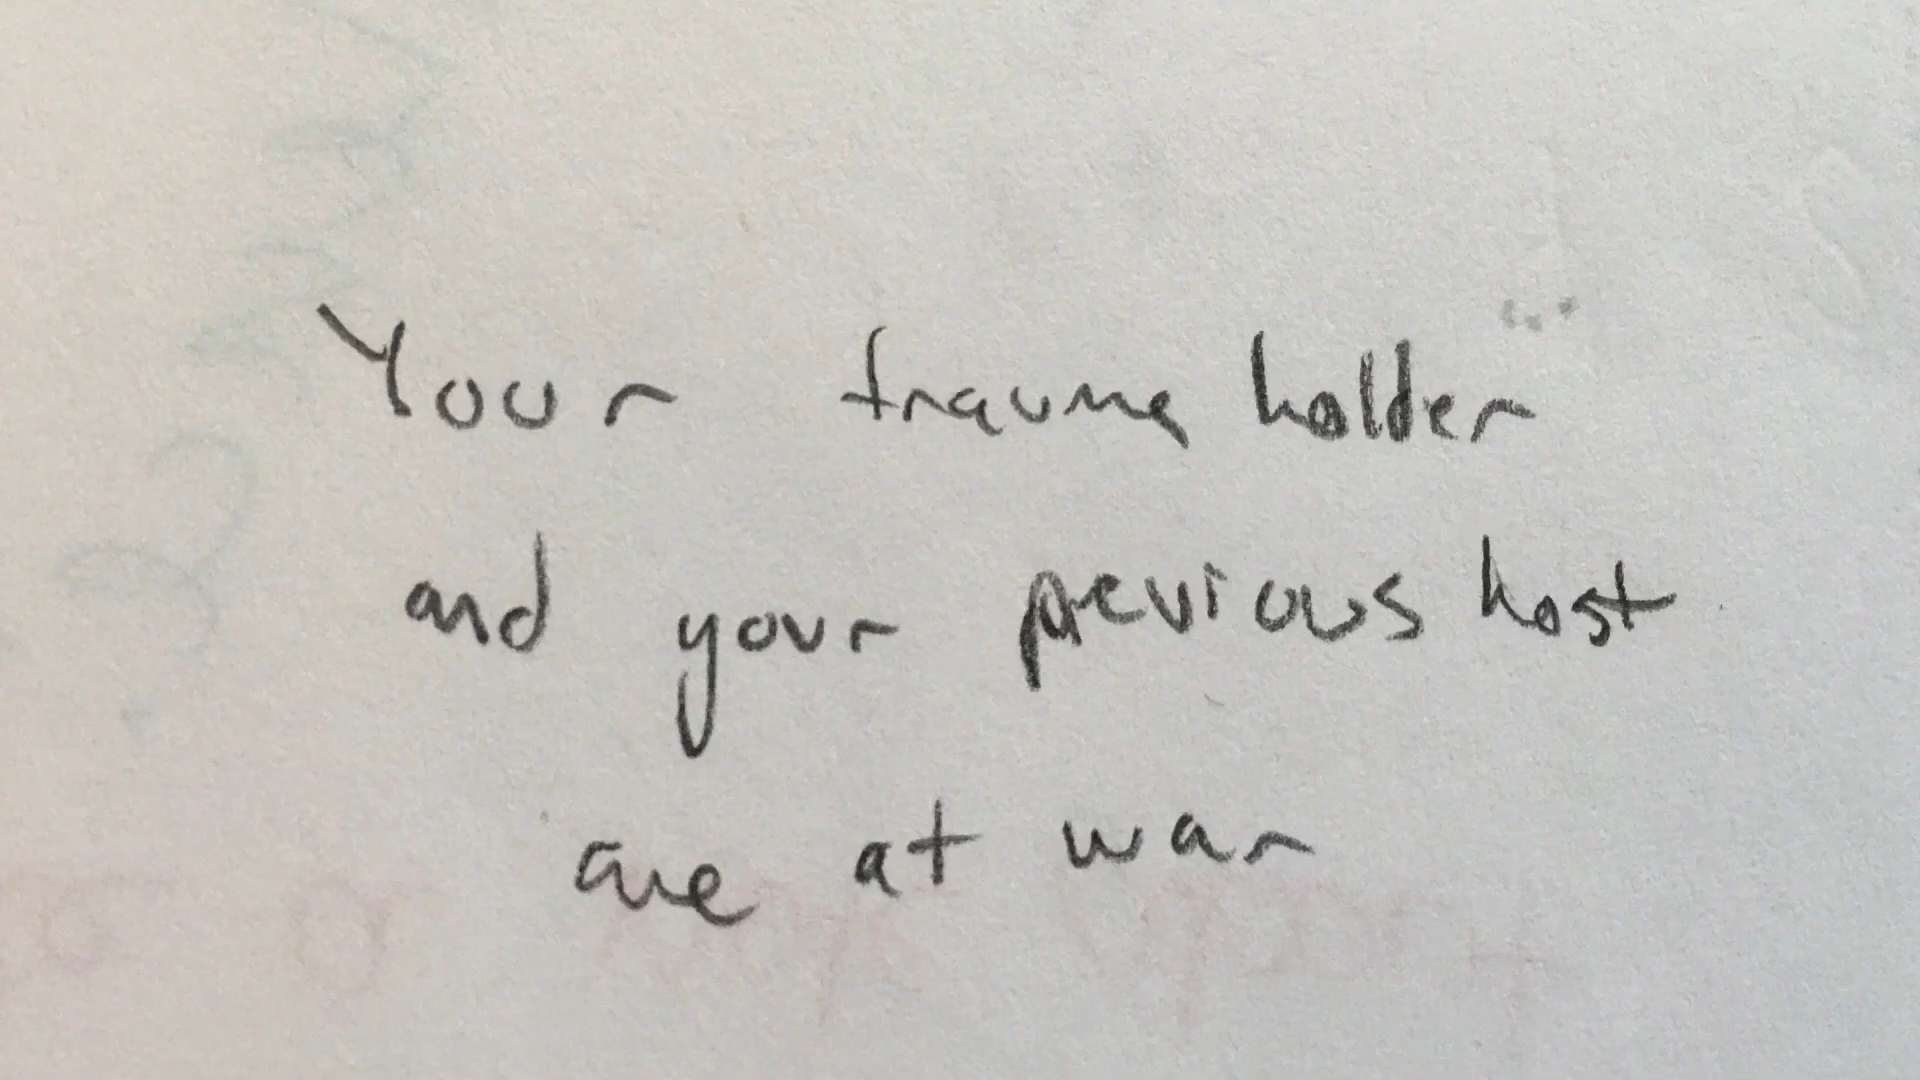 Your trauma holder
and your previous host
are at war